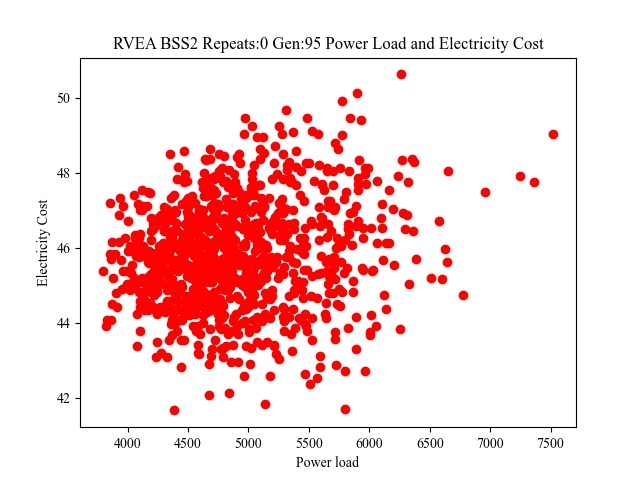 RVEA BSS2 Repeats:0 Gen:95 Power Load and Electricity Cost
50
48
46
44
42
Electricity Cost
4000 4500 5000 5500 6000 6500 7000 7500
Power load